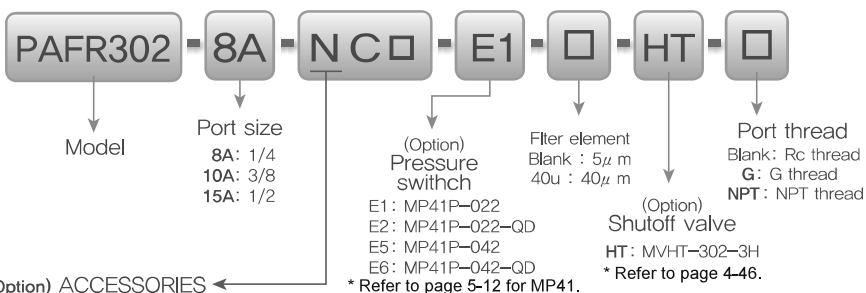 PAFR302 - 8A - NC□ - E1 - □ - HT - □
Model
Port size
8A: 1/4
10A: 3/8
15A: 1/2
(Option)
Pressure
swithch
E1: MP41P-022
E2: MP41P-022-QD
E5: MP41P-042
E6: MP41P-042-QD
* Refer to page 5-12 for MP41.
Flter element
Blank : 5μ m
40u : 40μ m
(Option)
Shutoff valve
HT: MVHT-302-3H
* Refer to page 4-46.
Port thread
Blank: Rc thread
G: G thread
NPT: NPT thread
Option) ACCESSORIES